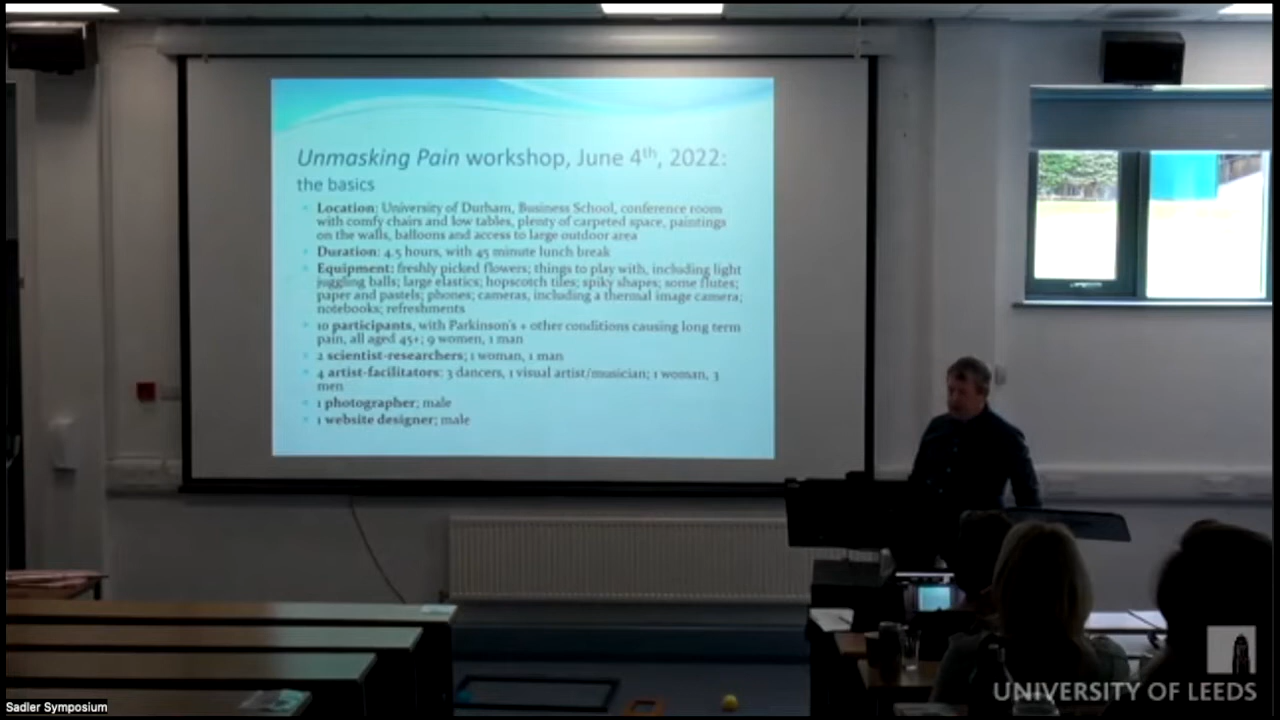 Unmasking Pain workshop, June 4th, 2022:
the basics
Location: University of Durham, Business School, conference room
with comfy chairs and low tables, plenty of carpeted space, paintings
on the walls, balloons and access to large outdoor area
Duration: 4.5 hours, with 45 minute lunch break
Equipment: freshly picked flowers; things to play with, including light
juggling balls; large elastics; hopscotch tiles; spiky shapes; some flutes;
paper and pastels; phones; cameras, including a thermal image camera;
notebooks; refreshments
10 participants, with Parkinson's + other conditions causing long term
pain, all aged 45+; 9 women, 1 man
2 scientist-researchers; 1 woman, 1 man
4 artist-facilitators: 3 dancers, 1 visual artist/musician; 1 woman, 3
men
1 photographer; male
1 website designer; male
Sadler Symposium
UNIVERSITY OF LEEDS